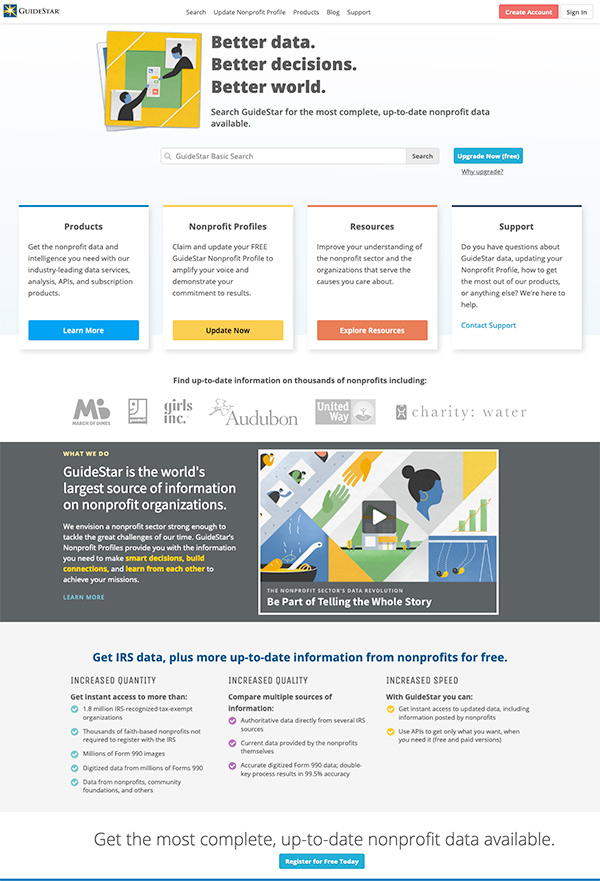 GUIDESTAR
Search Update Nonprofit Profile Products Blog Support
Create Account Sign In
Better data.
Better decisions.
Better world.
Search GuideStar for the most complete, up-to-date nonprofit data
available.
GuideStar Basic Search Search
Upgrade Now (free)
Why upgrade?
Products
Get the nonprofit data and
intelligence you need with our
industry-leading data services,
analysis, APIs, and subscription
products.
Learn More
Nonprofit Profiles
Claim and update your FREE
GuideStar Nonprofit Profile to
amplify your voice and
demonstrate your
commitment to results.
Update Now
Resources
Improve your understanding of
the nonprofit sector and the
organizations that serve the
causes you care about.
Explore Resources
Support
Do you have questions about
GuideStar data, updating your
Nonprofit Profile, how to get
the most out of our products,
or anything else? We're here to
help.
Contact Support
Find up-to-date information on thousands of nonprofits including:
MARCH OF DIMES
goodwill
girls
inc.
Audubon
United
Way
charity: water
WHAT WE DO
GuideStar is the world's
largest source of information
on nonprofit organizations.
We envision a nonprofit sector strong enough to
tackle the great challenges of our time. GuideStar's
Nonprofit Profiles provide you with the information
you need to make smart decisions, build
connections, and learn from each other to
achieve your missions.
LEARN MORE
THE NONPROFIT SECTOR'S DATA REVOLUTION
Be Part of Telling the Whole Story
Get IRS data, plus more up-to-date information from nonprofits for free.
INCREASED QUANTITY
Get instant access to more than:
1.8 million IRS-recognized tax-exempt
organizations
Thousands of faith-based nonprofits not
required to register with the IRS
Millions of Form 990 images
Digitized data from millions of Forms 990
Data from nonprofits, community
foundations, and others
INCREASED QUALITY
Compare multiple sources of
information:
Authoritative data directly from several IRS
sources
Current data provided by the nonprofits
themselves
Accurate digitized Form 990 data; double-
key process results in 99.5% accuracy
INCREASED SPEED
With GuideStar you can:
Get instant access to updated data, including
information posted by nonprofits
Use APIs to get only what you want, when
you need it (free and paid versions)
Get the most complete, up-to-date nonprofit data available.
Register for Free Today